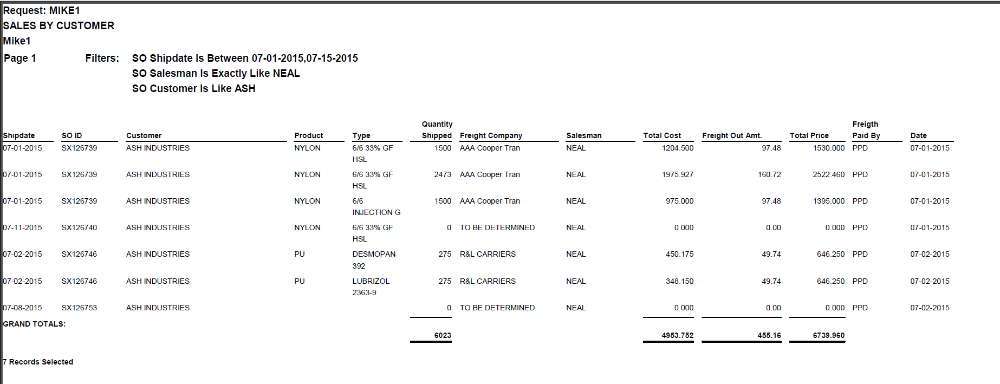 Request: MIKE1
SALES BY CUSTOMER
Mike1
Page 1 Filters: SO Shipdate Is Between 07-01-2015,07-15-2015
SO Salesman Is Exactly Like NEAL
SO Customer Is Like ASH
Quantity Freigth
Shipdate SO ID Customer Product Type Shipped Freight Company Salesman Total Cost Freight Out Amt. Total Price Paid By Date
07-01-2015 SX126739 ASH INDUSTRIES NYLON 6/6 33% GF 1500 AAA Cooper Tran NEAL 1204.500 97.48 1530.000 PPD 07-01-2015
HSL
07-01-2015 SX126739 ASH INDUSTRIES NYLON 6/6 33% GF 2473 AAA Cooper Tran NEAL 1975.927 160.72 2522.460 PPD 07-01-2015
HSL
07-01-2015 SX126739 ASH INDUSTRIES NYLON 6/6 1500 AAA Cooper Tran NEAL 975.000 97.48 1395.000 PPD 07-01-2015
INJECTION G
07-11-2015 SX126740 ASH INDUSTRIES NYLON 6/6 33% GF 0 TO BE DETERMINED NEAL 0.000 0.00 0.000 PPD 07-01-2015
HSL
07-02-2015 SX126746 ASH INDUSTRIES PU DESMOPAN 275 R&L CARRIERS NEAL 450.175 49.74 646.250 PPD 07-02-2015
392
07-02-2015 SX126746 ASH INDUSTRIES PU LUBRIZOL 275 R&L CARRIERS NEAL 348.150 49.74 646.250 PPD 07-02-2015
2363-9
07-08-2015 SX126753 ASH INDUSTRIES 0 TO BE DETERMINED NEAL 0.000 0.00 0.000 PPD 07-02-2015
GRAND TOTALS:
6023 4953.752 455.16 6739.960
7 Records Selected